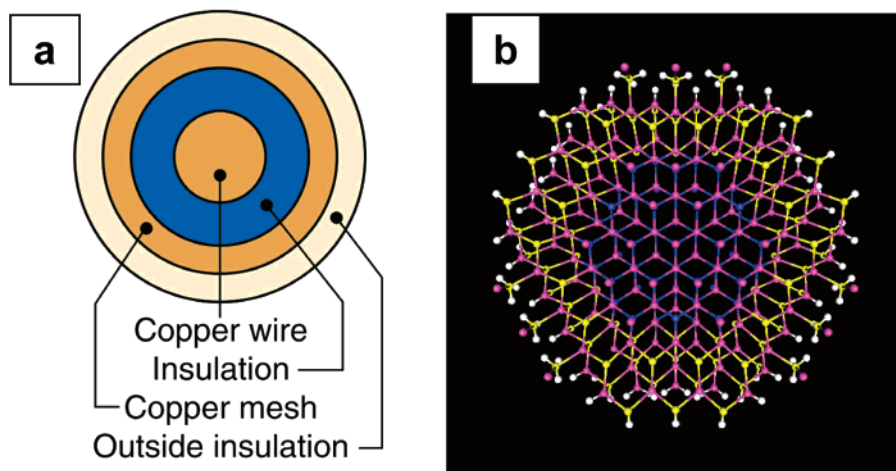 a
b
Copper wire
Insulation
Copper mesh
Outside insulation